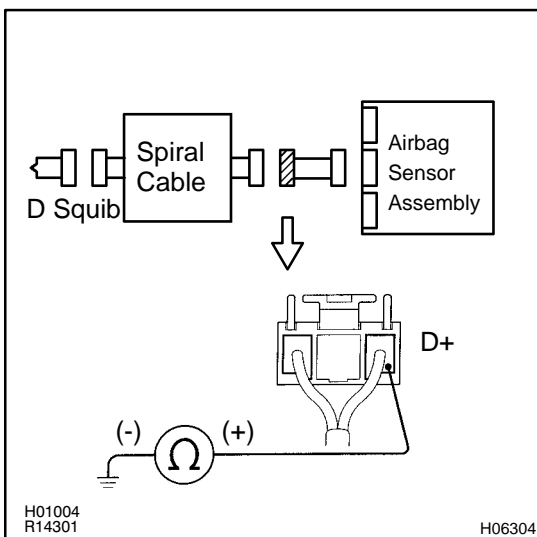 Spiral
Cable
D Squib
Airbag
Sensor
Assembly
D+
(-)
Ω
(+)
H01004
R14301
H06304